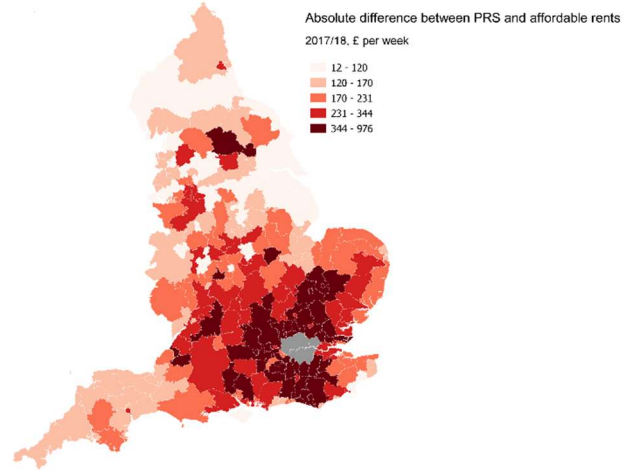 Absolute difference between PRS and affordable rents
2017/18, £ per week
12 - 120
120 - 170
170 - 231
231 - 344
344 - 976